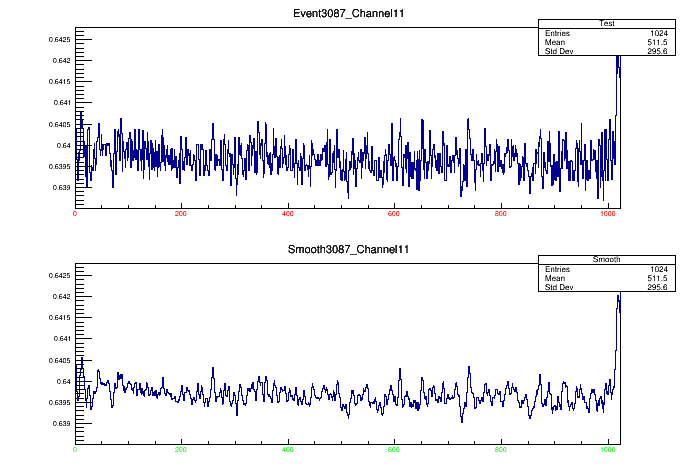 Event3087_Channel11
Test
Entries 1024
Mean 511.5
Std Dev 295.6
0.6425
0.642
0.6415
0.641
0.6405
0.64
0.6395
0.639
0 200 400 600 800 1000
Smooth3087_Channel11
Smooth
Entries 1024
Mean 511.5
Std Dev 295.6
0.6425
0.642
0.6415
0.641
0.6405
0.64
0.6395
0.639
0 200 400 600 800 1000